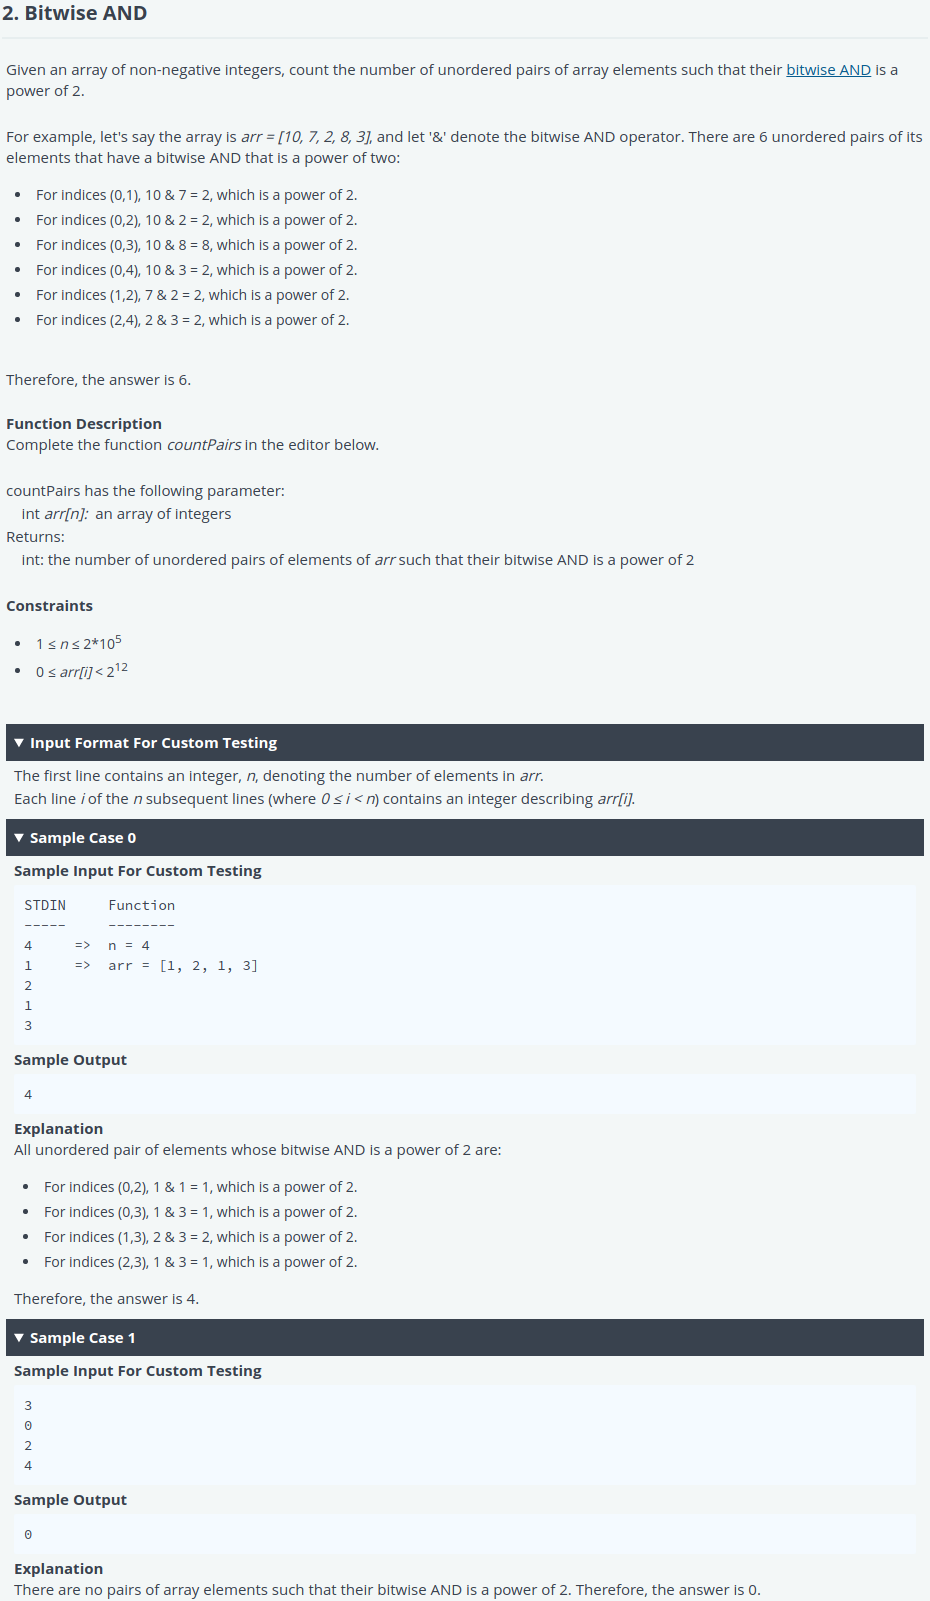 2. Bitwise AND
Given an array of non-negative integers, count the number of unordered pairs of array elements such that their bitwise AND is a
power of 2.
For example, let's say the array is arr = [10, 7, 2, 8, 3], and let '&' denote the bitwise AND operator. There are 6 unordered pairs of its
elements that have a bitwise AND that is a power of two:
• For indices (0,1), 10 & 7 = 2, which is a power of 2.
• For indices (0,2), 10 & 2 = 2, which is a power of 2.
• For indices (0,3), 10 & 8 = 8, which is a power of 2.
• For indices (0,4), 10 & 3 = 2, which is a power of 2.
• For indices (1,2), 7 & 2 = 2, which is a power of 2.
• For indices (2,4), 2 & 3 = 2, which is a power of 2.
Therefore, the answer is 6.
Function Description
Complete the function countPairs in the editor below.
countPairs has the following parameter:
int arr[n]: an array of integers
Returns:
int: the number of unordered pairs of elements of arr such that their bitwise AND is a power of 2
Constraints
• 1 ≤ n ≤ 2*10⁵
• 0 ≤ arr[i] < 2¹²
▼ Input Format For Custom Testing
The first line contains an integer, n, denoting the number of elements in arr.
Each line i of the n subsequent lines (where 0 ≤ i < n) contains an integer describing arr[i].
▼ Sample Case 0
Sample Input For Custom Testing
STDIN     Function
-----     --------
4     =>  n = 4
1     =>  arr = [1, 2, 1, 3]
2
1
3
Sample Output
4
Explanation
All unordered pair of elements whose bitwise AND is a power of 2 are:
• For indices (0,2), 1 & 1 = 1, which is a power of 2.
• For indices (0,3), 1 & 3 = 1, which is a power of 2.
• For indices (1,3), 2 & 3 = 2, which is a power of 2.
• For indices (2,3), 1 & 3 = 1, which is a power of 2.
Therefore, the answer is 4.
▼ Sample Case 1
Sample Input For Custom Testing
3
0
2
4
Sample Output
0
Explanation
There are no pairs of array elements such that their bitwise AND is a power of 2. Therefore, the answer is 0.